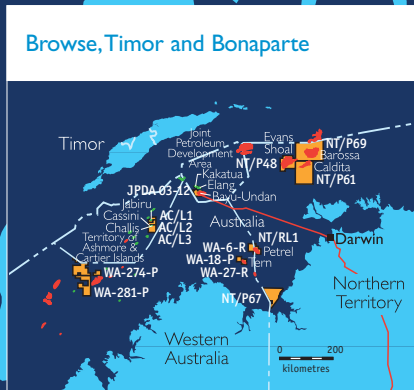 Browse, Timor and Bonaparte
Timor
Joint
Petroleum
Development
Area
Evans
Shoal
NT/P69
Barossa
Caldita
NT/P61
NT/P48
Kakatua
Elang
Bayu-Undan
JPDA 03-12
Jabiru
Cassini
Challis
AC/L1
AC/L2
AC/L3
Territory of
Ashmore &
Cartier Islands
Australia
WA-274-P
WA-281-P
WA-6-R
WA-18-P
WA-27-R
NT/RL1
Petrel
Tern
Darwin
NT/P67
Northern
Territory
Western
Australia
0 200
kilometres